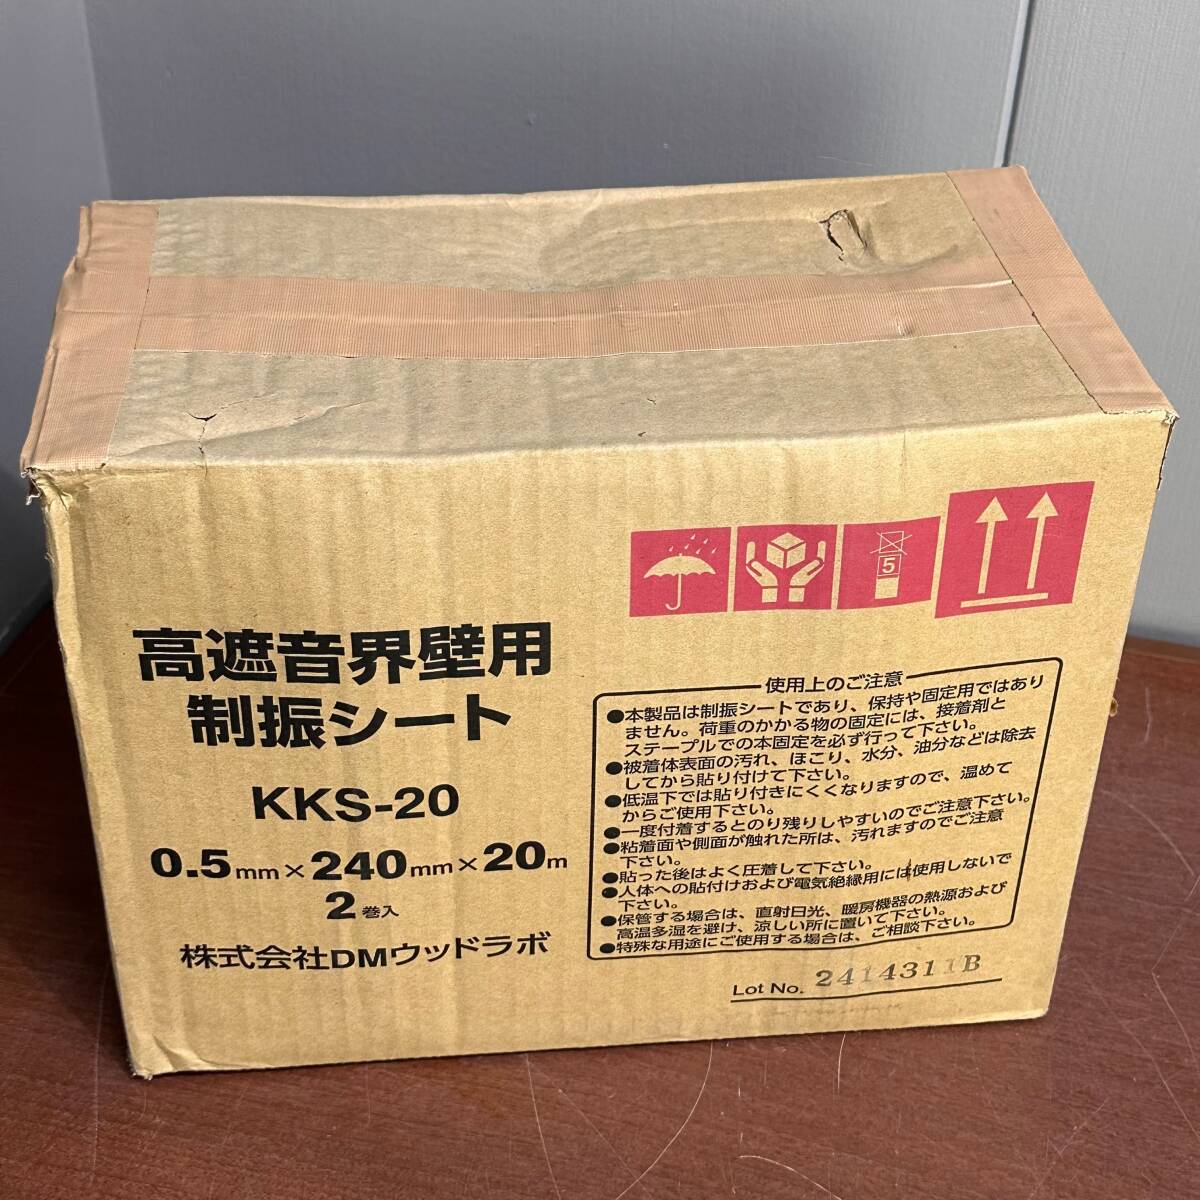 高遮音界壁用
制振シート
KKS-20
0.5mm×240mm×20m
2巻入
株式会社DMウッドラボ
5
使用上のご注意
●本製品は制振シートであり、保持や固定用ではあり
ません。荷重のかかる物の固定には、接着剤と
ステープルでの本固定を必ず行って下さい。
●被着体表面の汚れ、ほこり、水分、油分などは除去
してから貼り付けて下さい。
●低温下では貼り付きにくくなりますので、温めて
からご使用下さい。
●一度付着するとのり残りしやすいのでご注意下さい。
●粘着面や側面が触れた所は、汚れますのでご注意
下さい。
●貼った後はよく圧着して下さい。
●人体への貼付けおよび電気絶縁用には使用しないで
下さい。
●保管する場合は、直射日光、暖房機器の熱源および
高温多湿を避け、涼しい所に置いて下さい。
●特殊な用途にご使用する場合は、ご相談下さい。
Lot No. 2414311B